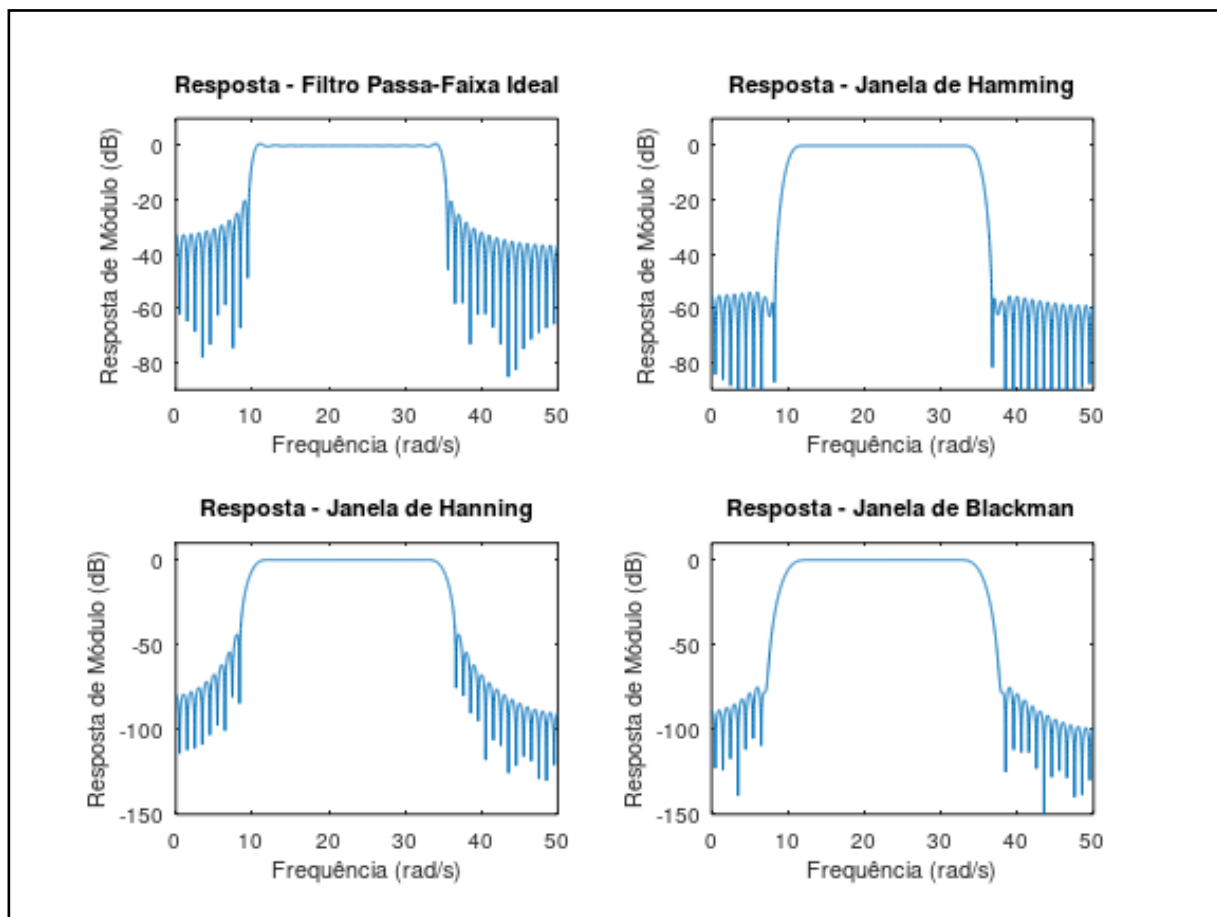 Resposta - Filtro Passa-Faixa Ideal
Resposta de Módulo (dB)
0
-20
-40
-60
-80
0 10 20 30 40 50
Frequência (rad/s)
Resposta - Janela de Hamming
Resposta de Módulo (dB)
0
-20
-40
-60
-80
0 10 20 30 40 50
Frequência (rad/s)
Resposta - Janela de Hanning
Resposta de Módulo (dB)
0
-50
-100
-150
0 10 20 30 40 50
Frequência (rad/s)
Resposta - Janela de Blackman
Resposta de Módulo (dB)
0
-50
-100
-150
0 10 20 30 40 50
Frequência (rad/s)